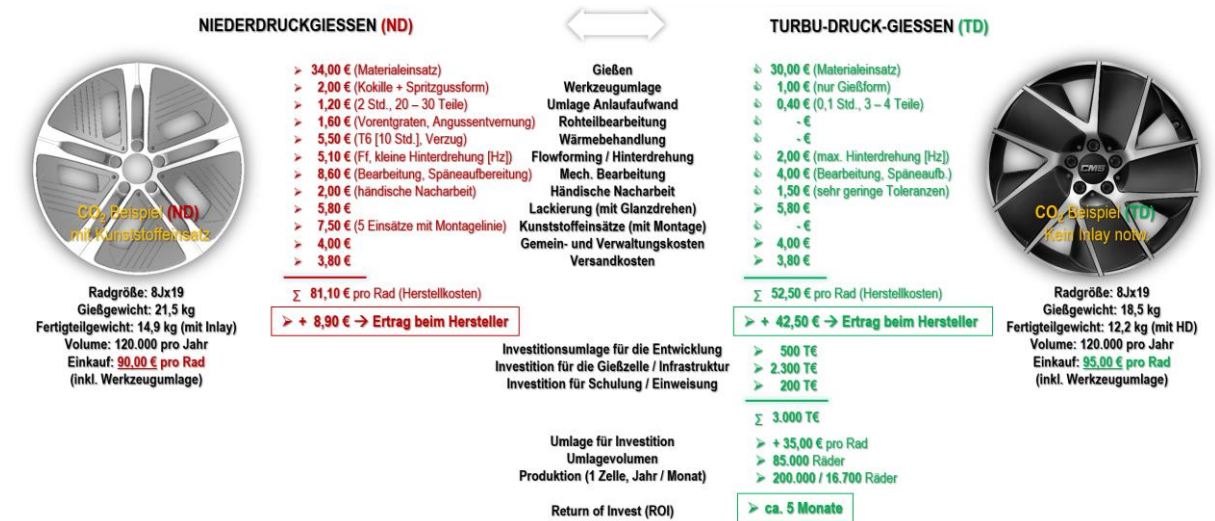 NIEDERDRUCKGIESSEN (ND)
TURBU-DRUCK-GIESSEN (TD)
34,00 € (Materialeinsatz) Gießen 30,00 € (Materialeinsatz)
2,00 € (Kokille + Spritzgussform) Werkzeugumlage 1,00 € (nur Gießform)
1,20 € (2 Std., 20 – 30 Teile) Umlage Anlaufaufwand 0,40 € (0,1 Std., 3 – 4 Teile)
1,60 € (Vorentgraten, Angussentvernung) Rohteilbearbeitung - €
5,50 € (T6 [10 Std.], Verzug) Wärmebehandlung - €
5,10 € (Ff, kleine Hinterdrehung [Hz]) Flowforming / Hinterdrehung 2,00 € (max. Hinterdrehung [Hz])
8,60 € (Bearbeitung, Späneaufbereitung) Mech. Bearbeitung 4,00 € (Bearbeitung, Späneaufb.)
2,00 € (händische Nacharbeit) Händische Nacharbeit 1,50 € (sehr geringe Toleranzen)
5,80 € Lackierung (mit Glanzdrehen) 5,80 €
7,50 € (5 Einsätze mit Montagelinie) Kunststoffeinsätze (mit Montage) - €
4,00 € Gemein- und Verwaltungskosten 4,00 €
3,80 € Versandkosten 3,80 €
∑ 81,10 € pro Rad (Herstellkosten) ∑ 52,50 € pro Rad (Herstellkosten)
+ 8,90 € → Ertrag beim Hersteller + 42,50 € → Ertrag beim Hersteller
CO₂ Beispiel (ND)
mit Kunststoffeinsatz
Radgröße: 8Jx19
Gießgewicht: 21,5 kg
Fertigteilgewicht: 14,9 kg (mit Inlay)
Volume: 120.000 pro Jahr
Einkauf: 90,00 € pro Rad
(inkl. Werkzeugumlage)
CMS
CO₂ Beispiel (TD)
Kein Inlay notw.
Radgröße: 8Jx19
Gießgewicht: 18,5 kg
Fertigteilgewicht: 12,2 kg (mit HD)
Volume: 120.000 pro Jahr
Einkauf: 95,00 € pro Rad
(inkl. Werkzeugumlage)
Investitionsumlage für die Entwicklung 500 T€
Investition für die Gießzelle / Infrastruktur 2.300 T€
Investition für Schulung / Einweisung 200 T€
∑ 3.000 T€
Umlage für Investition + 35,00 € pro Rad
Umlagevolumen 85.000 Räder
Produktion (1 Zelle, Jahr / Monat) 200.000 / 16.700 Räder
Return of Invest (ROI) ca. 5 Monate